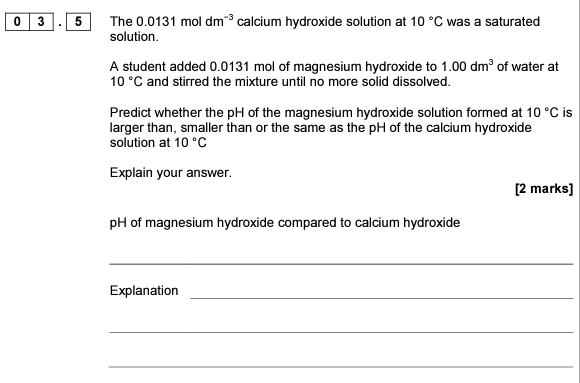 0 3 . 5 The 0.0131 mol dm⁻³ calcium hydroxide solution at 10 °C was a saturated
solution.
A student added 0.0131 mol of magnesium hydroxide to 1.00 dm³ of water at
10 °C and stirred the mixture until no more solid dissolved.
Predict whether the pH of the magnesium hydroxide solution formed at 10 °C is
larger than, smaller than or the same as the pH of the calcium hydroxide
solution at 10 °C
Explain your answer.
[2 marks]
pH of magnesium hydroxide compared to calcium hydroxide
Explanation